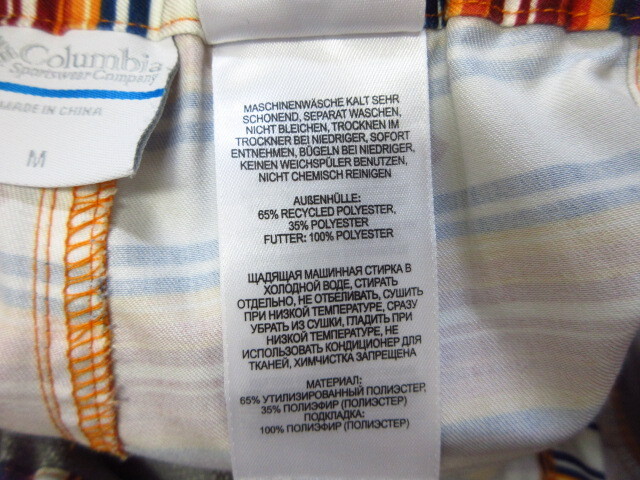 Columbia
Sportswear Company
MADE IN CHINA
M
MASCHINENWÄSCHE KALT SEHR
SCHONEND, SEPARAT WASCHEN,
NICHT BLEICHEN, TROCKNEN IM
TROCKNER BEI NIEDRIGER, SOFORT
ENTNEHMEN, BÜGELN BEI NIEDRIGER,
KEINEN WEICHSPÜLER BENUTZEN,
NICHT CHEMISCH REINIGEN
AUßENHÜLLE:
65% RECYCLED POLYESTER,
35% POLYESTER
FUTTER: 100% POLYESTER
ЩАДЯЩАЯ МАШИННАЯ СТИРКА В
ХОЛОДНОЙ ВОДЕ, СТИРАТЬ
ОТДЕЛЬНО, НЕ ОТБЕЛИВАТЬ, СУШИТЬ
ПРИ НИЗКОЙ ТЕМПЕРАТУРЕ, СРАЗУ
УБРАТЬ ИЗ СУШКИ, ГЛАДИТЬ ПРИ
НИЗКОЙ ТЕМПЕРАТУРЕ, НЕ
ИСПОЛЬЗОВАТЬ КОНДИЦИОНЕР ДЛЯ
ТКАНЕЙ, ХИМЧИСТКА ЗАПРЕЩЕНА
МАТЕРИАЛ:
65% УТИЛИЗИРОВАННЫЙ ПОЛИЭСТЕР,
35% ПОЛИЭФИР (ПОЛИЭСТЕР)
ПОДКЛАДКА:
100% ПОЛИЭФИР (ПОЛИЭСТЕР)